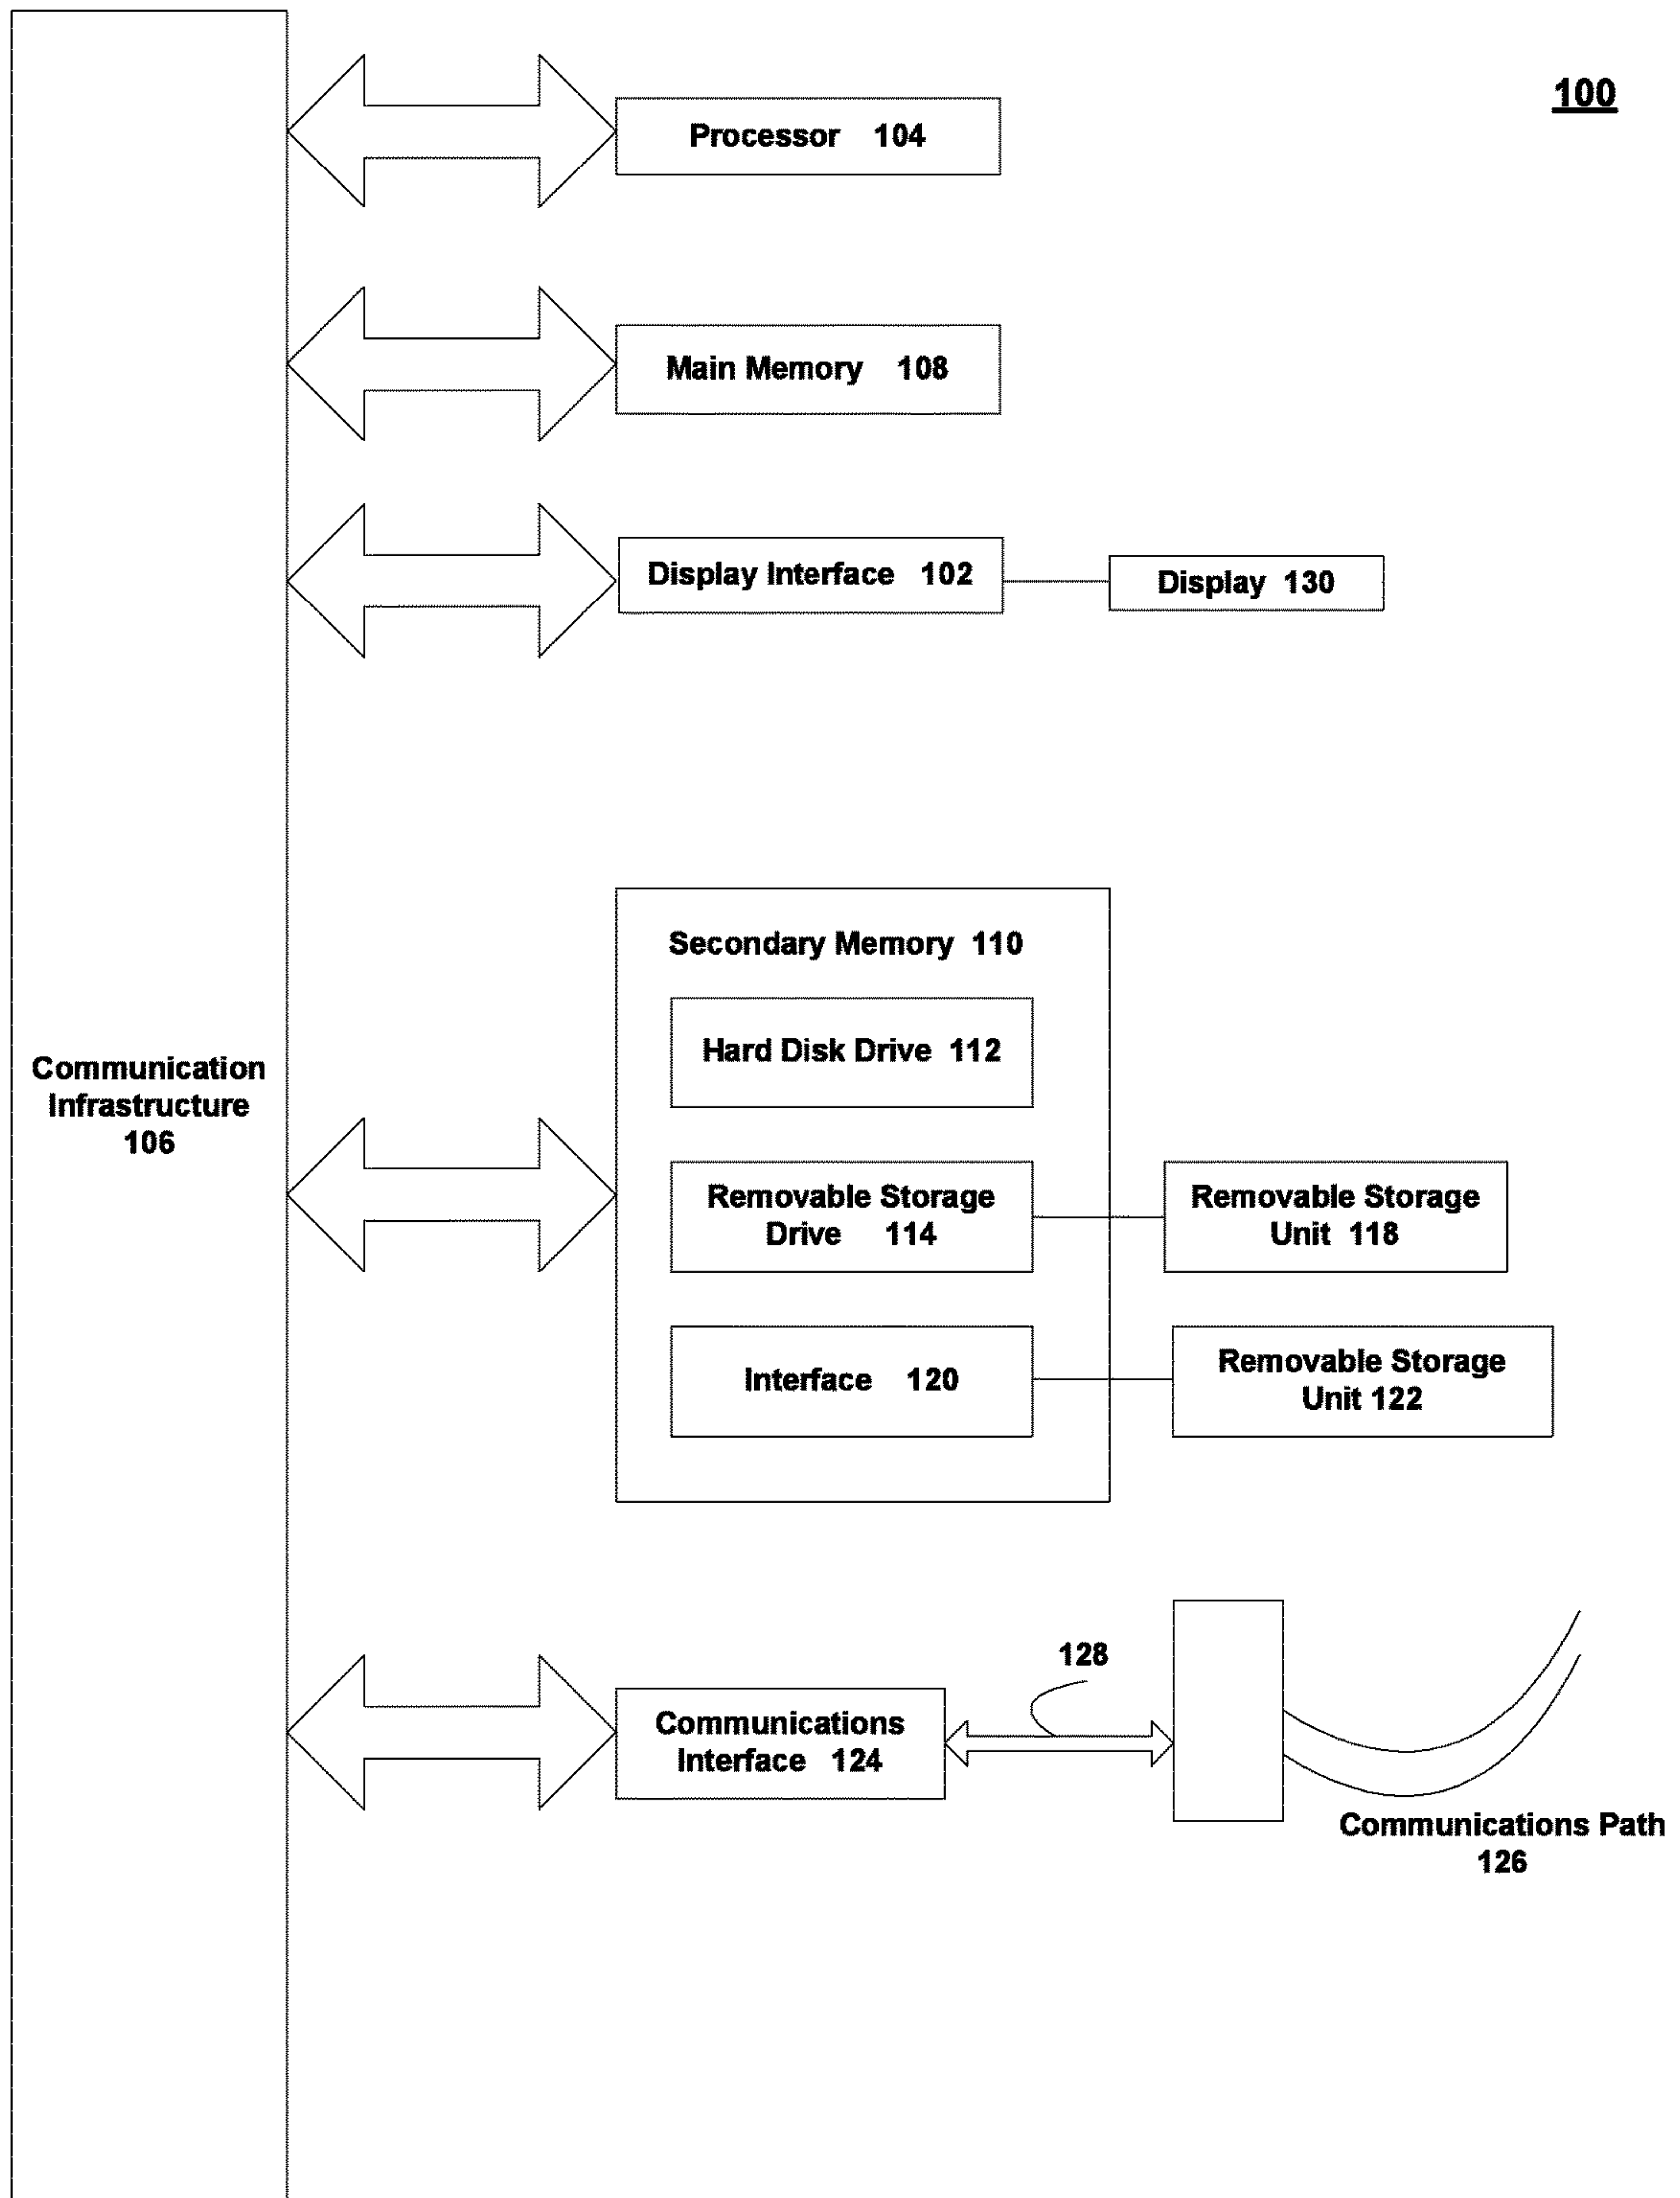 100
Processor 104
Main Memory 108
Display Interface 102
Display 130
Secondary Memory 110
Hard Disk Drive 112
Communication
Infrastructure
106
Removable Storage
Drive 114
Removable Storage
Unit 118
Interface 120
Removable Storage
Unit 122
128
Communications
Interface 124
Communications Path
126